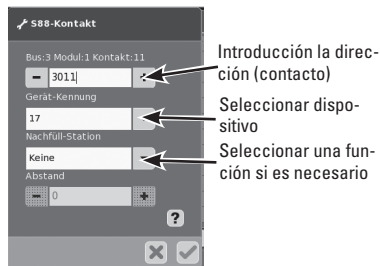 S88-Kontakt
Bus:3 Modul:1 Kontakt:11
- 3011 +
Gerät-Kennung
17
Nachfüll-Station
Keine
Abstand
- 0 +
?
Introducción la direc-
ción (contacto)
Seleccionar dispo-
sitivo
Seleccionar una fun-
ción si es necesario